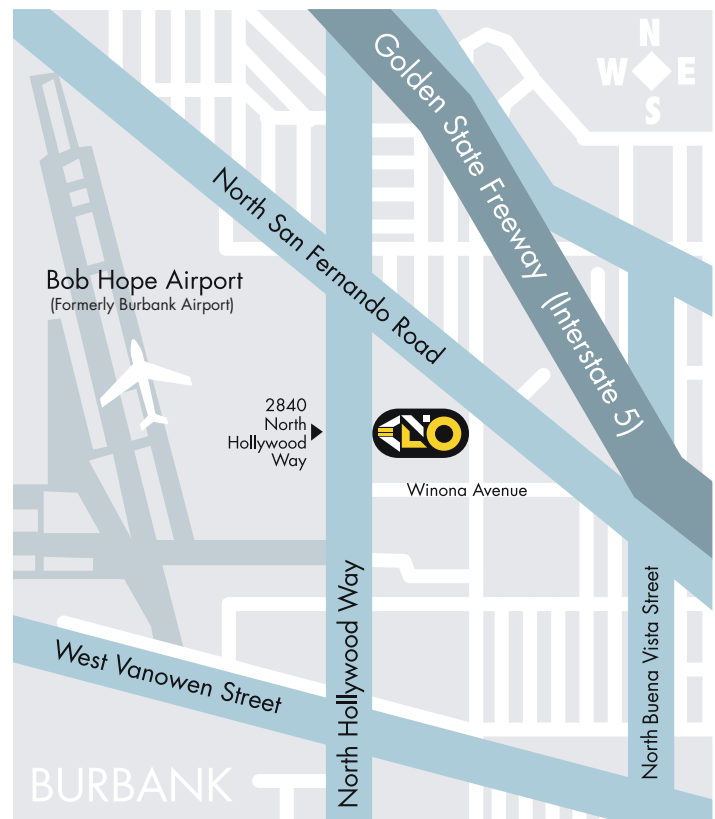 N
W E
S
Golden State Freeway (Interstate 5)
North San Fernando Road
Bob Hope Airport
(Formerly Burbank Airport)
2840
North
Hollywood
Way
Winona Avenue
North Hollywood Way
North Buena Vista Street
West Vanowen Street
BURBANK